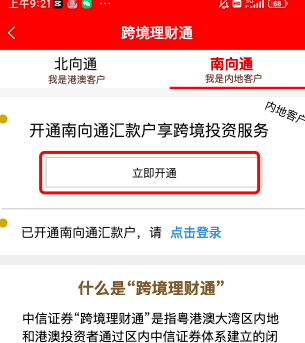 上午9:21
68
跨境理财通
北向通
南向通
我是港澳客户
我是内地客户
内地客户
开通南向通汇款户享跨境投资服务
立即开通
已开通南向通汇款户，请 点击登录
什么是“跨境理财通”
中信证券“跨境理财通”是指粤港澳大湾区内地
和港澳投资者通过区内中信证券体系建立的闭